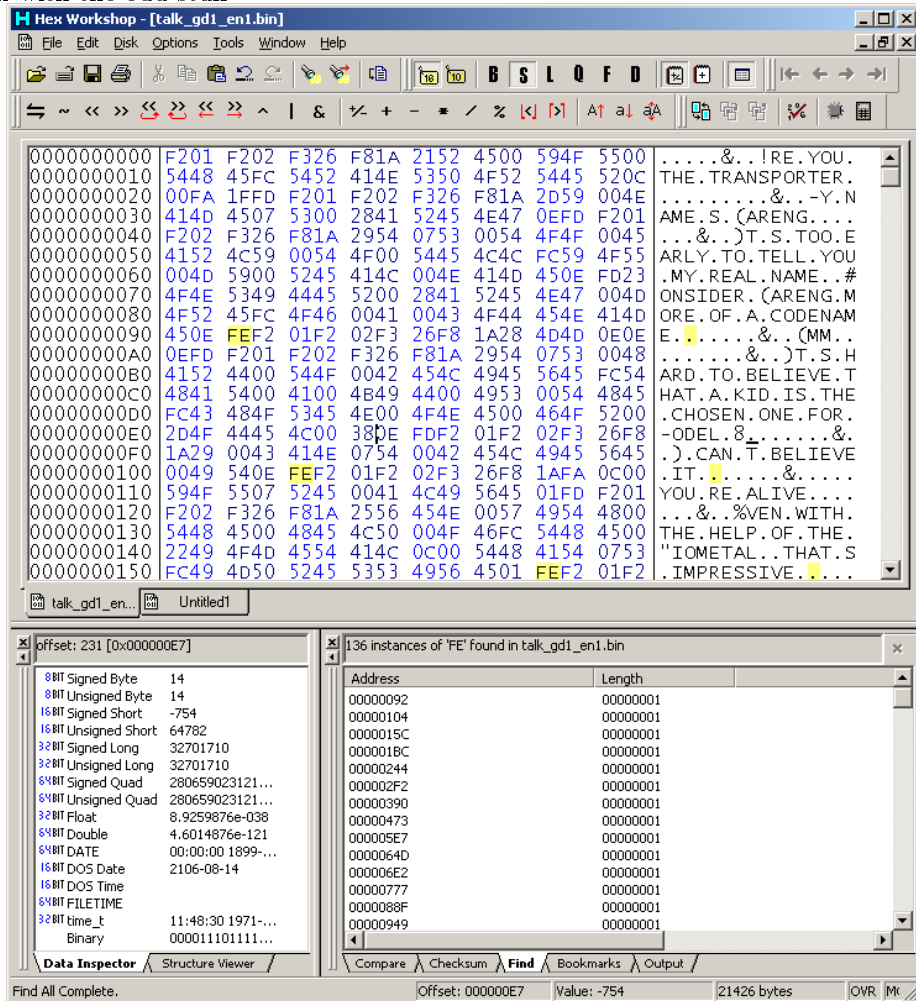 Hex Workshop - [talk_gd1_en1.bin]
File Edit Disk Options Tools Window Help
0000000000 F201 F202 F326 F81A 2152 4500 594F 5500 .....&..!RE.YOU.
0000000010 5448 45FC 5452 414E 5350 4F52 5445 520C THE.TRANSPORTER.
0000000020 00FA 1FFD F201 F202 F326 F81A 2D59 004E .........&..-Y.N
0000000030 414D 4507 5300 2841 5245 4E47 0EFD F201 AME.S.(ARENG....
0000000040 F202 F326 F81A 2954 0753 0054 4F4F 0045 ...&..)T.S.TOO.E
0000000050 4152 4C59 0054 4F00 5445 4C4C FC59 4F55 ARLY.TO.TELL.YOU
0000000060 004D 5900 5245 414C 004E 414D 450E FD23 .MY.REAL.NAME..#
0000000070 4F4E 5349 4445 5200 2841 5245 4E47 004D ONSIDER.(ARENG.M
0000000080 4F52 45FC 4F46 0041 0043 4F44 454E 414D ORE.OF.A.CODENAM
0000000090 450E FEF2 01F2 02F3 26F8 1A28 4D4D 0E0E E.......&..(MM..
00000000A0 0EFD F201 F202 F326 F81A 2954 0753 0048 .......&..)T.S.H
00000000B0 4152 4400 544F 0042 454C 4945 5645 FC54 ARD.TO.BELIEVE.T
00000000C0 4841 5400 4100 4B49 4400 4953 0054 4845 HAT.A.KID.IS.THE
00000000D0 FC43 484F 5345 4E00 4F4E 4500 464F 5200 .CHOSEN.ONE.FOR.
00000000E0 2D4F 4445 4C00 380E FDF2 01F2 02F3 26F8 -ODEL.8.......&.
00000000F0 1A29 0043 414E 0754 0042 454C 4945 5645 .).CAN.T.BELIEVE
0000000100 0049 540E FEF2 01F2 02F3 26F8 1AFA 0C00 .IT.......&.....
0000000110 594F 5507 5245 0041 4C49 5645 01FD F201 YOU.RE.ALIVE....
0000000120 F202 F326 F81A 2556 454E 0057 4954 4800 ...&..%VEN.WITH.
0000000130 5448 4500 4845 4C50 004F 46FC 5448 4500 THE.HELP.OF.THE.
0000000140 2249 4F4D 4554 414C 0C00 5448 4154 0753 "IOMETAL..THAT.S
0000000150 FC49 4D50 5245 5353 4956 4501 FEF2 01F2 .IMPRESSIVE.....
talk_gd1_en... Untitled1
offset: 231 [0x000000E7]
8BIT Signed Byte 14
8BIT Unsigned Byte 14
16BIT Signed Short -754
16BIT Unsigned Short 64782
32BIT Signed Long 32701710
32BIT Unsigned Long 32701710
64BIT Signed Quad 280659023121...
64BIT Unsigned Quad 280659023121...
32BIT Float 8.9259876e-038
64BIT Double 4.6014876e-121
64BIT DATE 00:00:00 1899-...
16BIT DOS Date 2106-08-14
16BIT DOS Time
64BIT FILETIME
32BIT time_t 11:48:30 1971-...
Binary 000011101111...
Data Inspector Structure Viewer
136 instances of 'FE' found in talk_gd1_en1.bin
Address Length
00000092 00000001
00000104 00000001
0000015C 00000001
000001BC 00000001
00000244 00000001
000002F2 00000001
00000390 00000001
00000473 00000001
000005E7 00000001
0000064D 00000001
000006E2 00000001
00000777 00000001
0000088F 00000001
00000949 00000001
Compare Checksum Find Bookmarks Output
Find All Complete. Offset: 000000E7 Value: -754 21426 bytes OVR